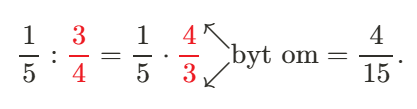 1/5 : 3/4 = 1/5 · 4/3 byt om = 4/15.